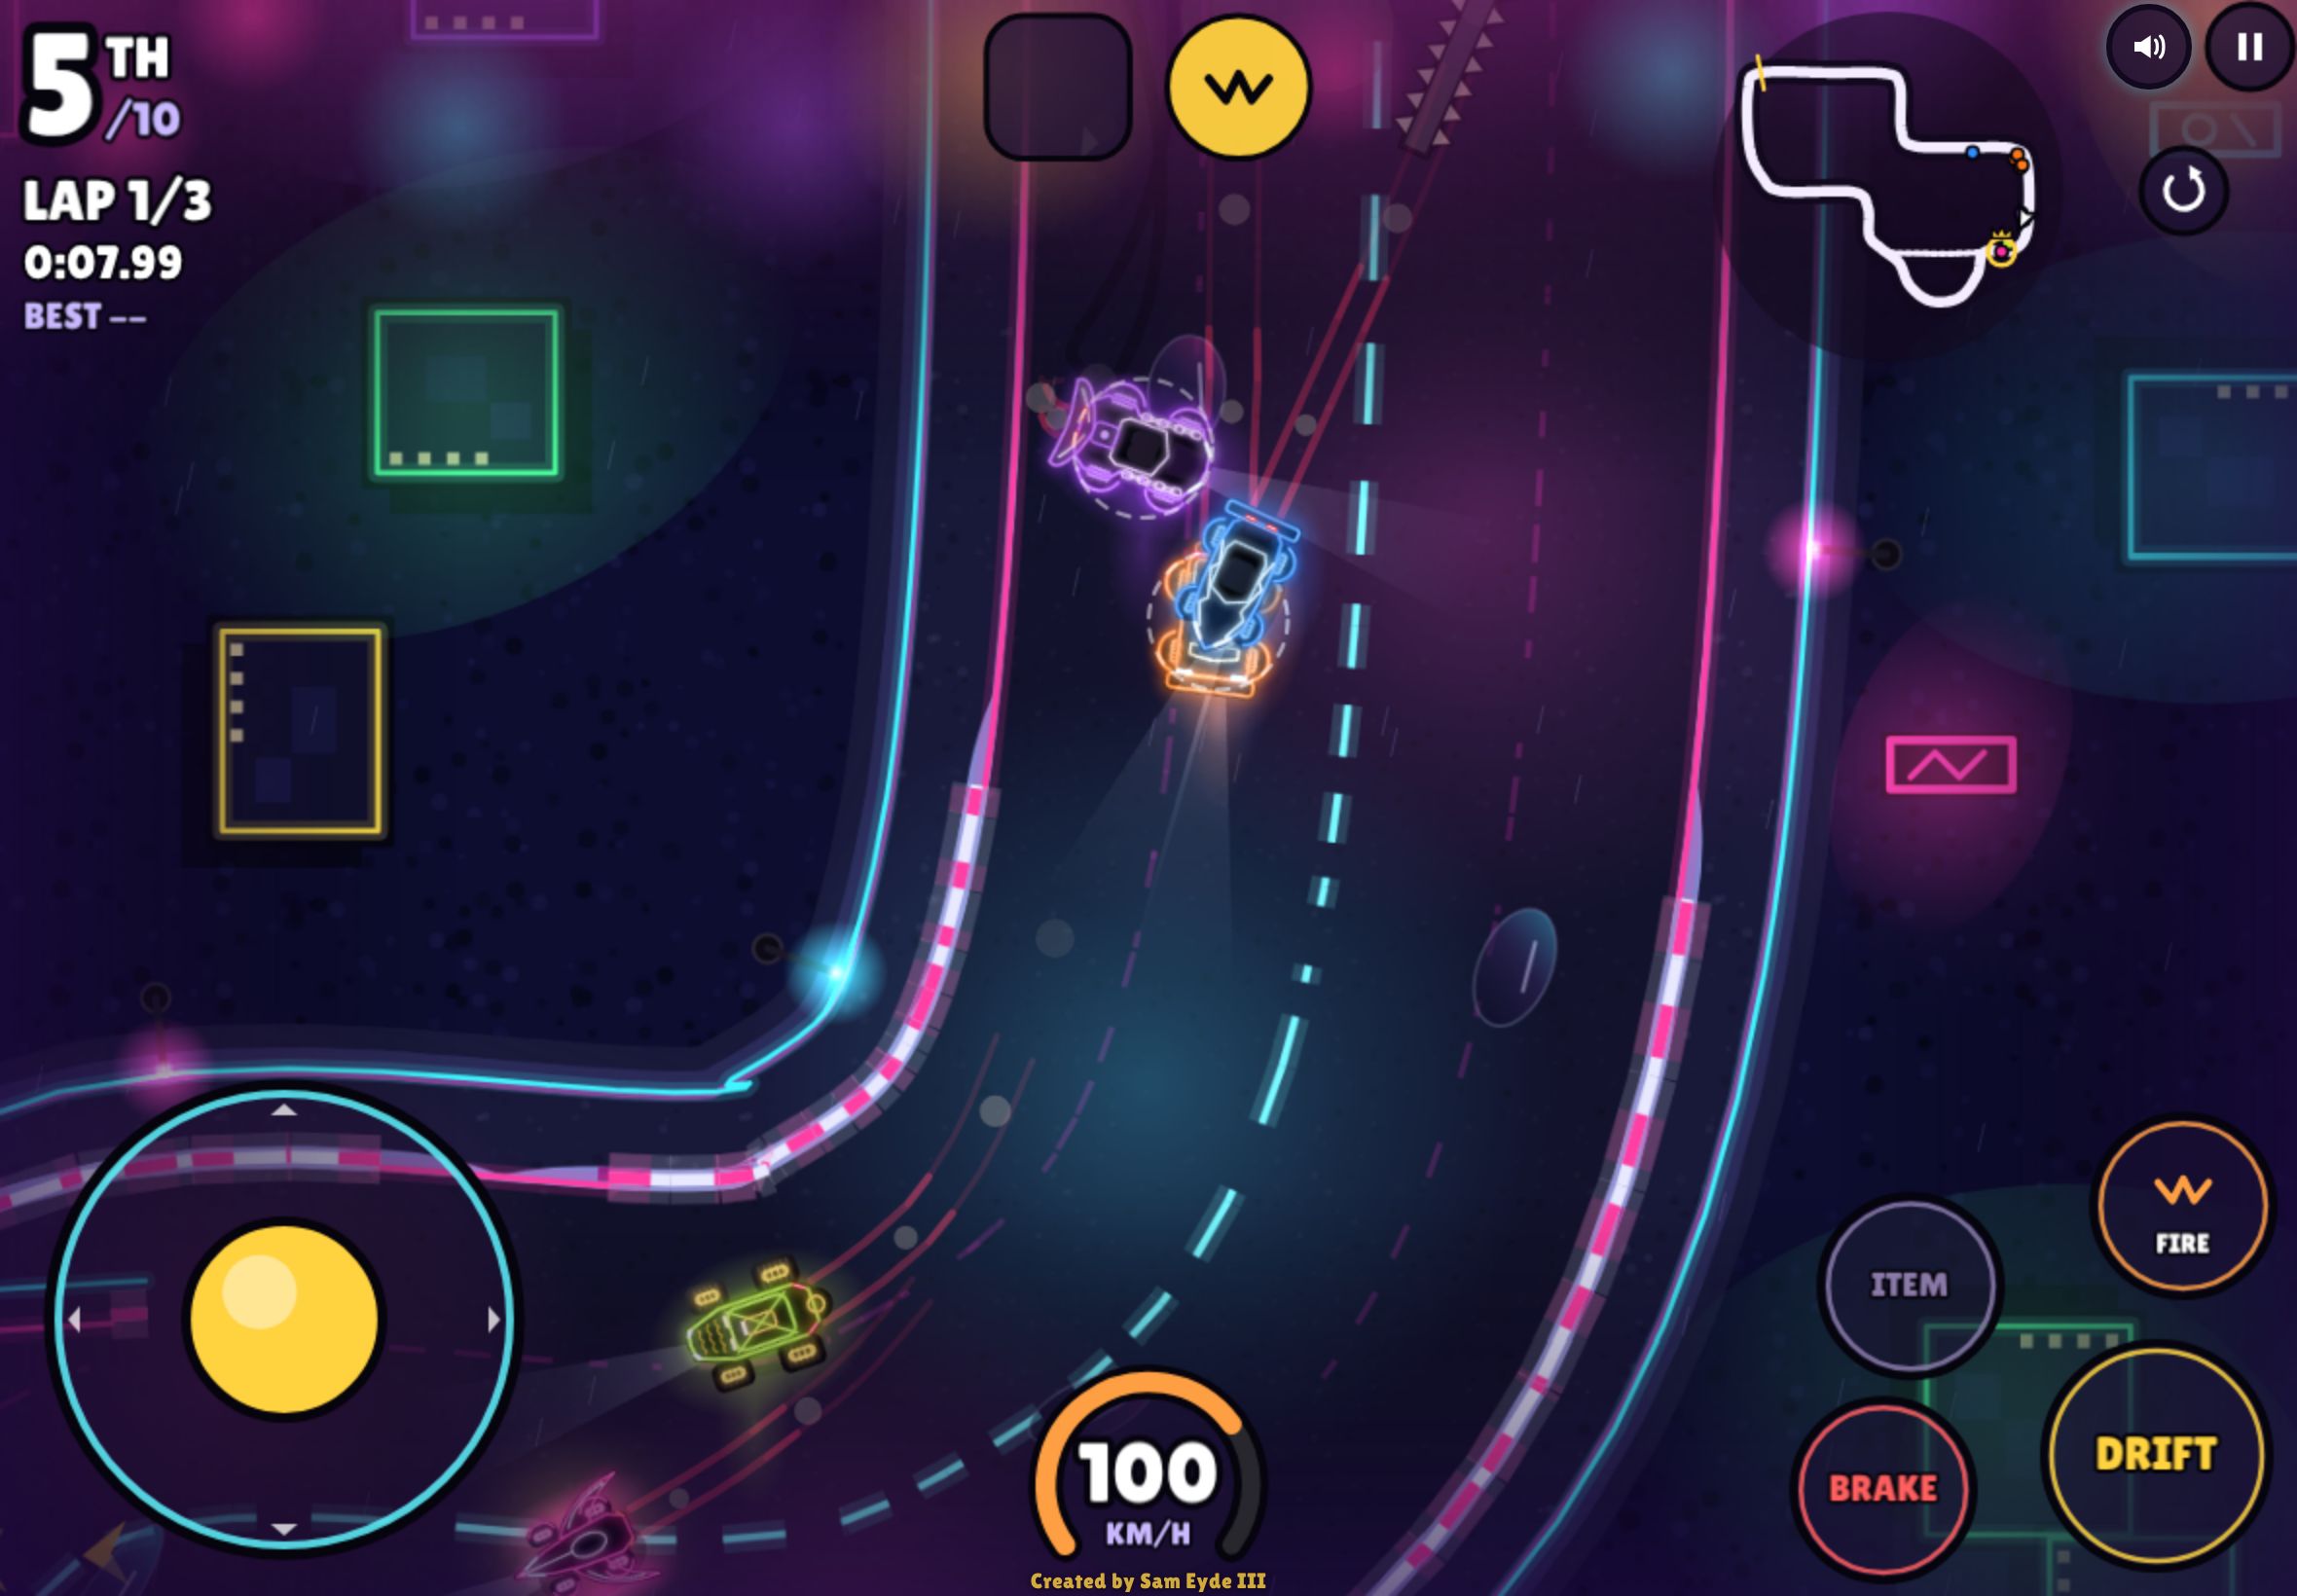 5TH
/10
LAP 1/3
0:07.99
BEST --
FIRE
ITEM
DRIFT
BRAKE
100
KM/H
Created by Sam Eyde III